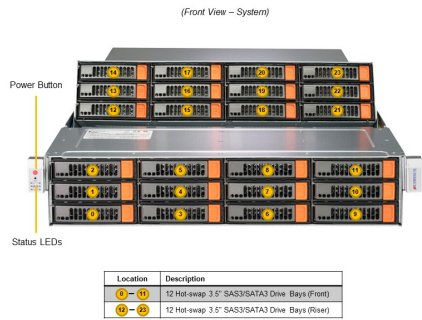 (Front View – System)
14 17 20 23
13 16 19 22
12 15 18 21
Power Button
2 5 8 11
1 4 7 10
0 3 6 9
Status LEDs
Location Description
0 – 11 12 Hot-swap 3.5" SAS3/SATA3 Drive Bays (Front)
12 – 23 12 Hot-swap 3.5" SAS3/SATA3 Drive Bays (Riser)